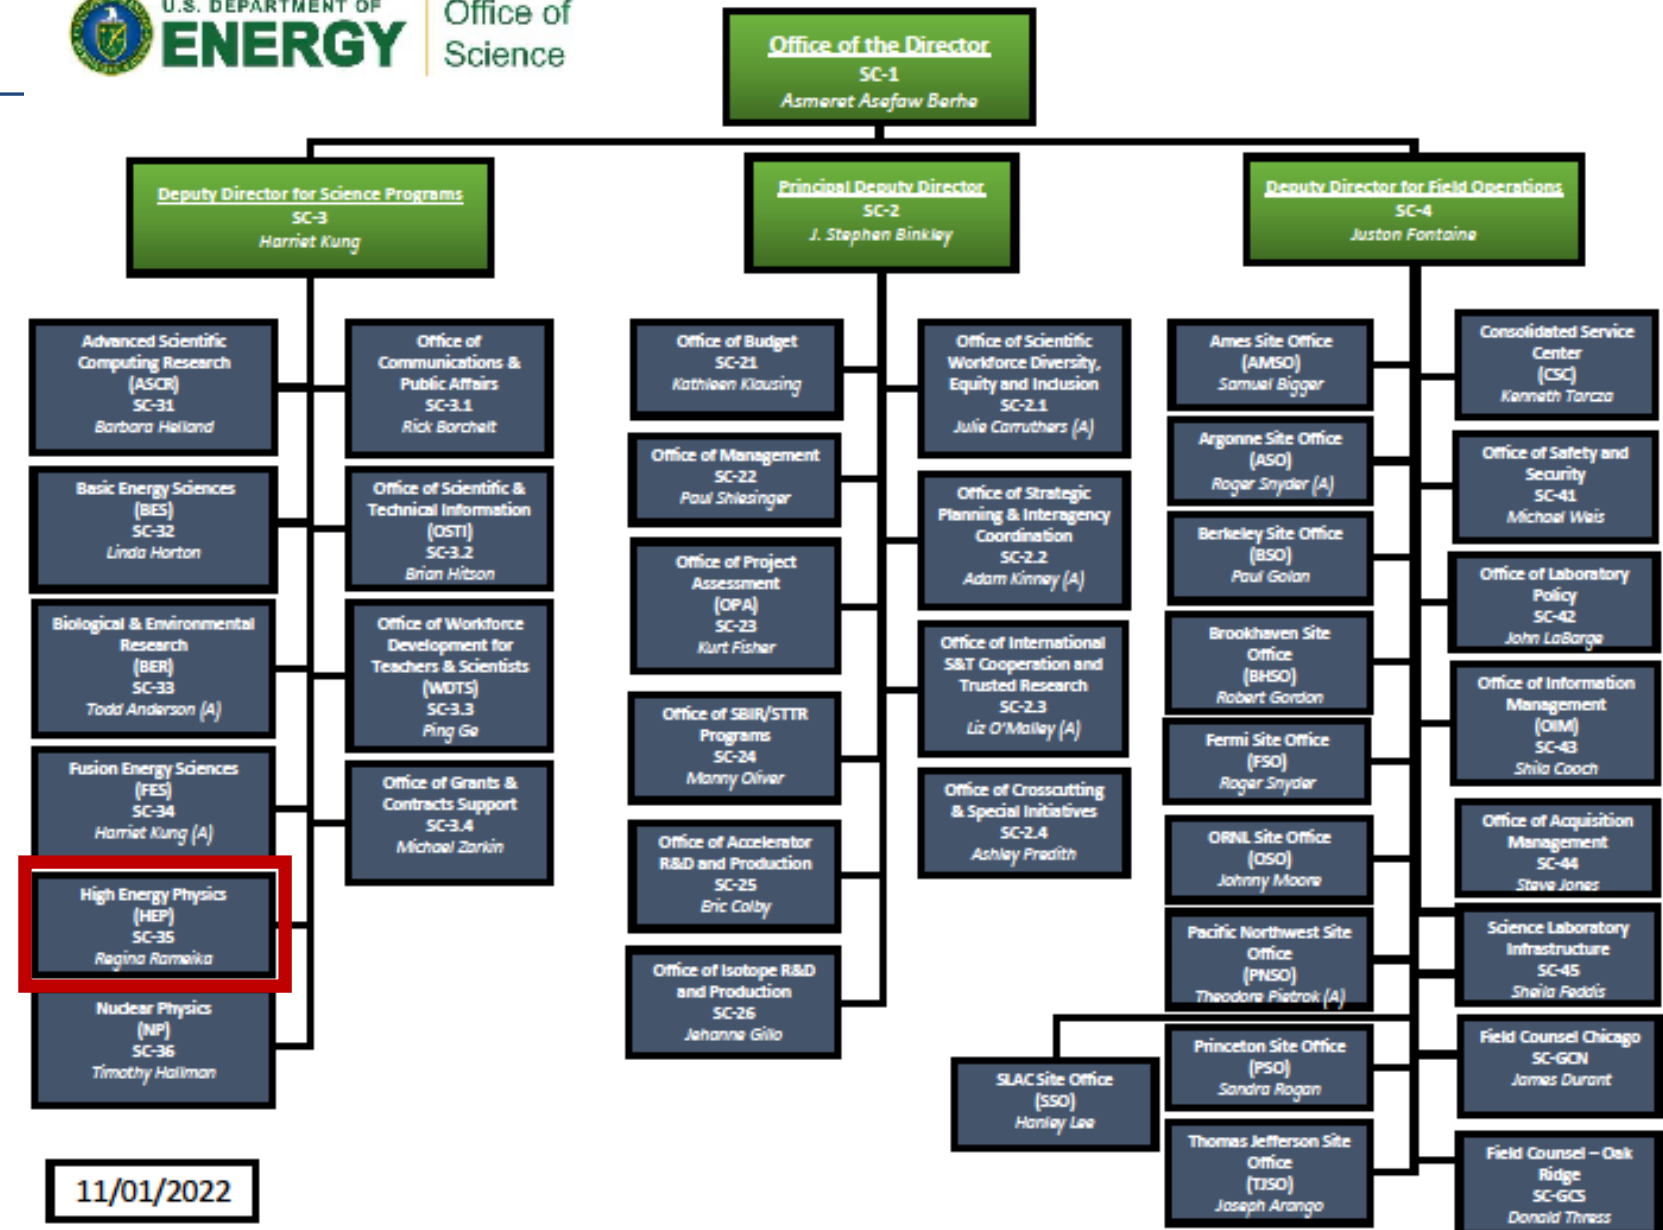 U.S. DEPARTMENT OF
ENERGY
Office of
Science
Office of the Director
SC-1
Asmeret Asefaw Berhe
Deputy Director for Science Programs
SC-3
Harriet Kung
Principal Deputy Director
SC-2
J. Stephen Binkley
Deputy Director for Field Operations
SC-4
Juston Fontaine
Advanced Scientific
Computing Research
(ASCR)
SC-31
Barbara Helland
Basic Energy Sciences
(BES)
SC-32
Linda Horton
Biological & Environmental
Research
(BER)
SC-33
Todd Anderson (A)
Fusion Energy Sciences
(FES)
SC-34
Harriet Kung (A)
High Energy Physics
(HEP)
SC-35
Regina Rameika
Nuclear Physics
(NP)
SC-36
Timothy Hallman
Office of
Communications &
Public Affairs
SC-3.1
Rick Borchelt
Office of Scientific &
Technical Information
(OSTI)
SC-3.2
Brian Hitson
Office of Workforce
Development for
Teachers & Scientists
(WDTS)
SC-3.3
Ping Ge
Office of Grants &
Contracts Support
SC-3.4
Michael Zarkin
Office of Budget
SC-21
Kathleen Klausing
Office of Management
SC-22
Paul Shlesinger
Office of Project
Assessment
(OPA)
SC-23
Kurt Fisher
Office of SBIR/STTR
Programs
SC-24
Manny Oliver
Office of Accelerator
R&D and Production
SC-25
Eric Colby
Office of Isotope R&D
and Production
SC-26
Jehanne Gillo
Office of Scientific
Workforce Diversity,
Equity and Inclusion
SC-2.1
Julie Carruthers (A)
Office of Strategic
Planning & Interagency
Coordination
SC-2.2
Adam Kinney (A)
Office of International
S&T Cooperation and
Trusted Research
SC-2.3
Liz O'Malley (A)
Office of Crosscutting
& Special Initiatives
SC-2.4
Ashley Predith
Ames Site Office
(AMSO)
Samuel Bigger
Argonne Site Office
(ASO)
Roger Snyder (A)
Berkeley Site Office
(BSO)
Paul Golan
Brookhaven Site
Office
(BHSO)
Robert Gordon
Fermi Site Office
(FSO)
Roger Snyder
ORNL Site Office
(OSO)
Johnny Moore
Pacific Northwest Site
Office
(PNSO)
Theodore Pietrok (A)
SLAC Site Office
(SSO)
Hanley Lee
Princeton Site Office
(PSO)
Sandra Rogan
Thomas Jefferson Site
Office
(TJSO)
Joseph Arango
Consolidated Service
Center
(CSC)
Kenneth Tarcza
Office of Safety and
Security
SC-41
Michael Weis
Office of Laboratory
Policy
SC-42
John LaBarge
Office of Information
Management
(OIM)
SC-43
Shila Cooch
Office of Acquisition
Management
SC-44
Steve Jones
Science Laboratory
Infrastructure
SC-45
Sheila Feddis
Field Counsel Chicago
SC-GCN
James Durant
Field Counsel – Oak
Ridge
SC-GCS
Donald Thress
11/01/2022